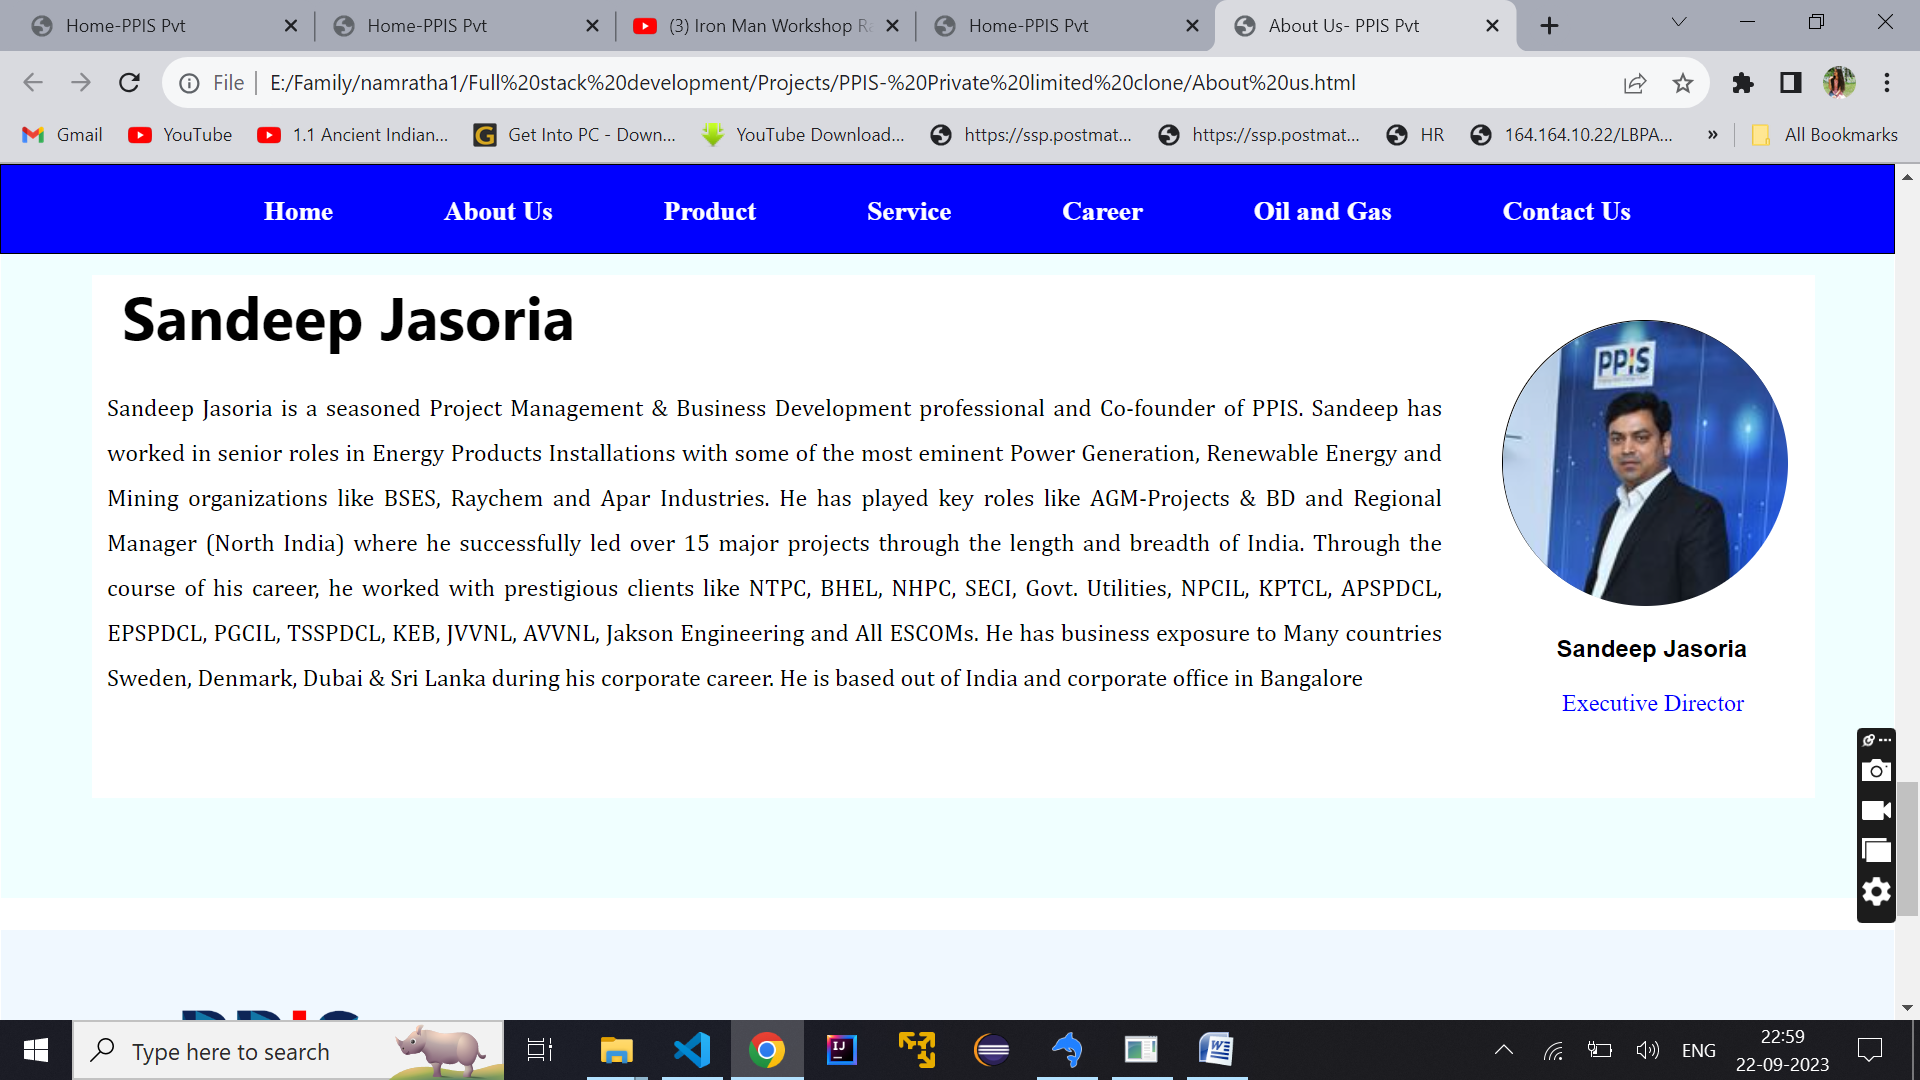 Home-PPIS Pvt
Home-PPIS Pvt
(3) Iron Man Workshop Ra
Home-PPIS Pvt
About Us- PPIS Pvt
File
E:/Family/namratha1/Full%20stack%20development/Projects/PPIS-%20Private%20limited%20clone/About%20us.html
Gmail
YouTube
1.1 Ancient Indian...
Get Into PC - Down...
YouTube Download...
https://ssp.postmat...
https://ssp.postmat...
HR
164.164.10.22/LBPA...
»
All Bookmarks
Home
About Us
Product
Service
Career
Oil and Gas
Contact Us
Sandeep Jasoria
Sandeep Jasoria is a seasoned Project Management & Business Development professional and Co-founder of PPIS. Sandeep has
worked in senior roles in Energy Products Installations with some of the most eminent Power Generation, Renewable Energy and
Mining organizations like BSES, Raychem and Apar Industries. He has played key roles like AGM-Projects & BD and Regional
Manager (North India) where he successfully led over 15 major projects through the length and breadth of India. Through the
course of his career, he worked with prestigious clients like NTPC, BHEL, NHPC, SECI, Govt. Utilities, NPCIL, KPTCL, APSPDCL,
EPSPDCL, PGCIL, TSSPDCL, KEB, JVVNL, AVVNL, Jakson Engineering and All ESCOMs. He has business exposure to Many countries
Sweden, Denmark, Dubai & Sri Lanka during his corporate career. He is based out of India and corporate office in Bangalore
PPIS
Sandeep Jasoria
Executive Director
PPIS
Type here to search
IJ
W
ENG
22:59
22-09-2023